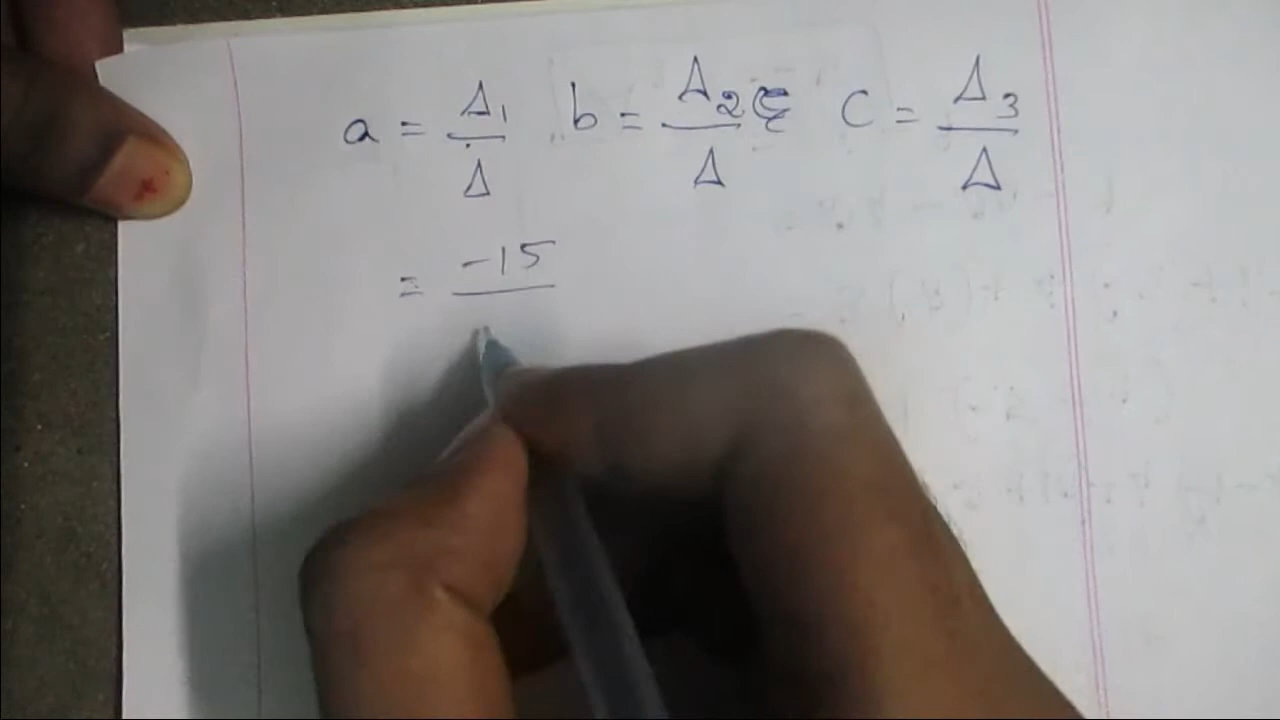 a = Δ₁/Δ b = Δ₂/Δ & c = Δ₃/Δ
= -15/